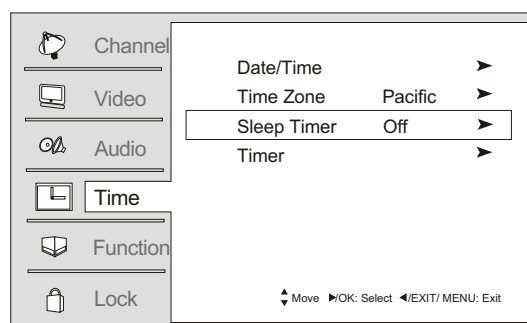 Channel
Video
Audio
Time
Function
Lock
Date/Time
Time Zone Pacific
Sleep Timer Off
Timer
Move /OK: Select /EXIT/ MENU: Exit